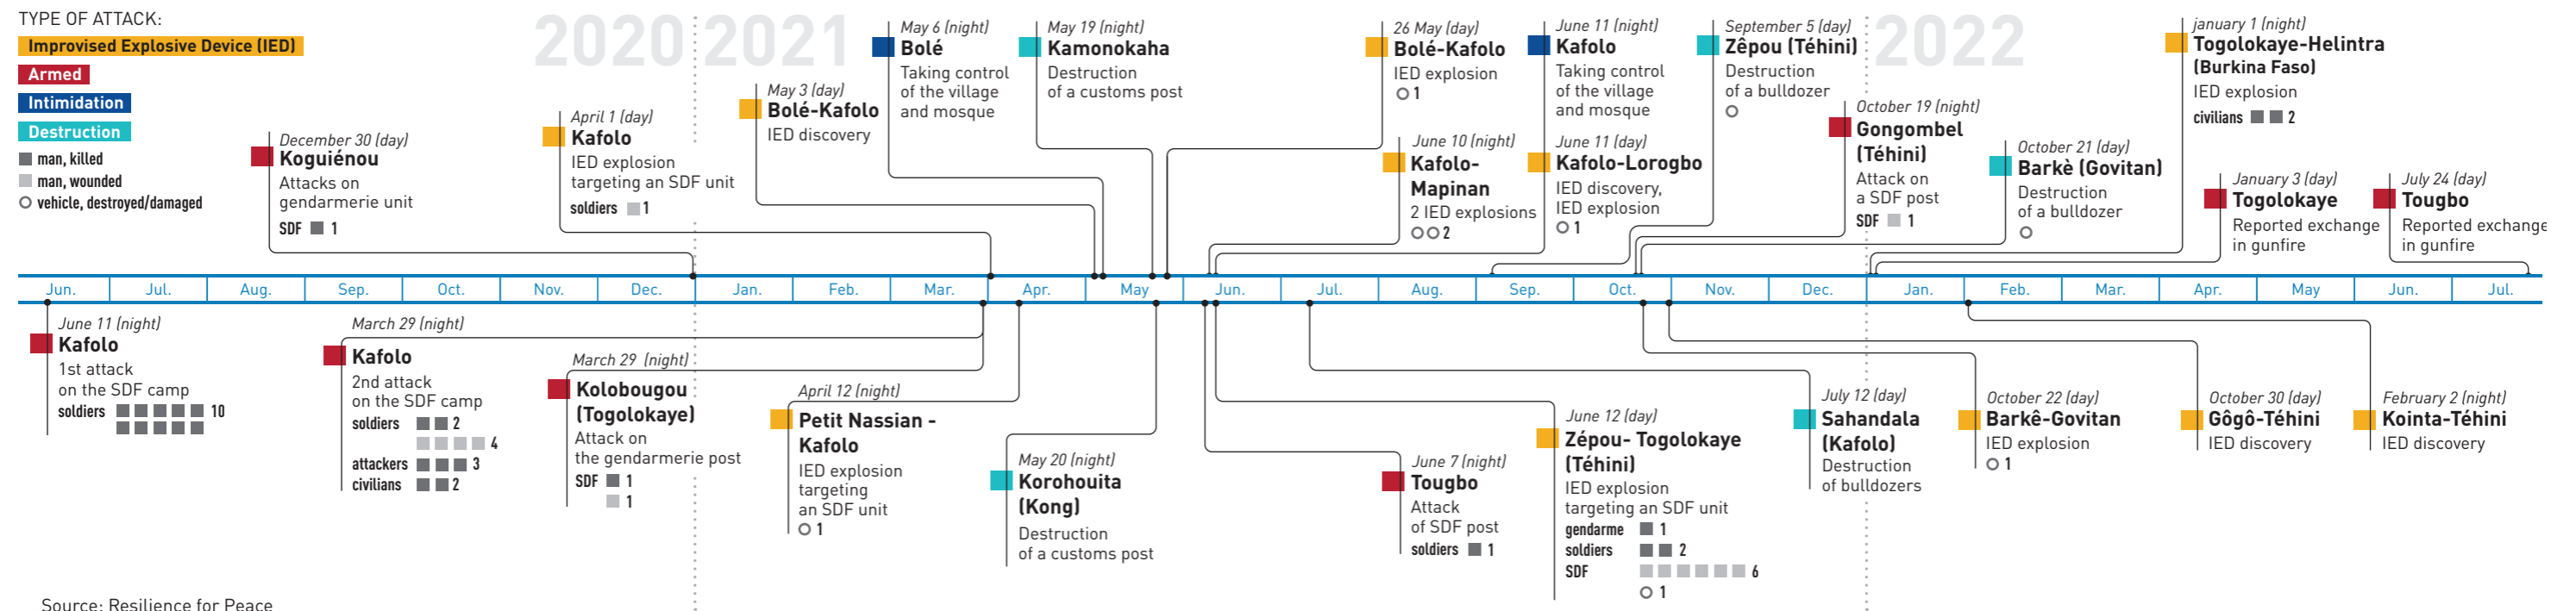 TYPE OF ATTACK:
Improvised Explosive Device (IED)
Armed
Intimidation
Destruction
man, killed
man, wounded
vehicle, destroyed/damaged
2020
2021
2022
December 30 (day)
Koguiénou
Attacks on
gendarmerie unit
SDF 1
April 1 (day)
Kafolo
IED explosion
targeting an SDF unit
soldiers 1
May 3 (day)
Bolé-Kafolo
IED discovery
May 6 (night)
Bolé
Taking control
of the village
and mosque
May 19 (night)
Kamonokaha
Destruction
of a customs post
26 May (day)
Bolé-Kafolo
IED explosion
1
June 10 (night)
Kafolo-
Mapinan
2 IED explosions
2
June 11 (night)
Kafolo
Taking control
of the village
and mosque
June 11 (day)
Kafolo-Lorogbo
IED discovery,
IED explosion
1
September 5 (day)
Zêpou (Téhini)
Destruction
of a bulldozer
October 19 (night)
Gongombel
(Téhini)
Attack on
a SDF post
SDF 1
October 21 (day)
Barkè (Govitan)
Destruction
of a bulldozer
january 1 (night)
Togolokaye-Helintra
(Burkina Faso)
IED explosion
civilians 2
January 3 (day)
Togolokaye
Reported exchange
in gunfire
July 24 (day)
Tougbo
Reported exchange
in gunfire
Jun. Jul. Aug. Sep. Oct. Nov. Dec. Jan. Feb. Mar. Apr. May Jun. Jul. Aug. Sep. Oct. Nov. Dec. Jan. Feb. Mar. Apr. May Jun. Jul.
June 11 (night)
Kafolo
1st attack
on the SDF camp
soldiers 10
March 29 (night)
Kafolo
2nd attack
on the SDF camp
soldiers 2
4
attackers 3
civilians 2
March 29 (night)
Kolobougou
(Togolokaye)
Attack on
the gendarmerie post
SDF 1
1
April 12 (night)
Petit Nassian -
Kafolo
IED explosion
targeting
an SDF unit
1
May 20 (night)
Korohouita
(Kong)
Destruction
of a customs post
June 7 (night)
Tougbo
Attack
of SDF post
soldiers 1
June 12 (day)
Zépou- Togolokaye
(Téhini)
IED explosion
targeting an SDF unit
gendarme 1
soldiers 2
SDF 6
1
July 12 (day)
Sahandala
(Kafolo)
Destruction
of bulldozers
October 22 (day)
Barkê-Govitan
IED explosion
1
October 30 (day)
Gôgô-Téhini
IED discovery
February 2 (night)
Kointa-Téhini
IED discovery
Source: Resilience for Peace